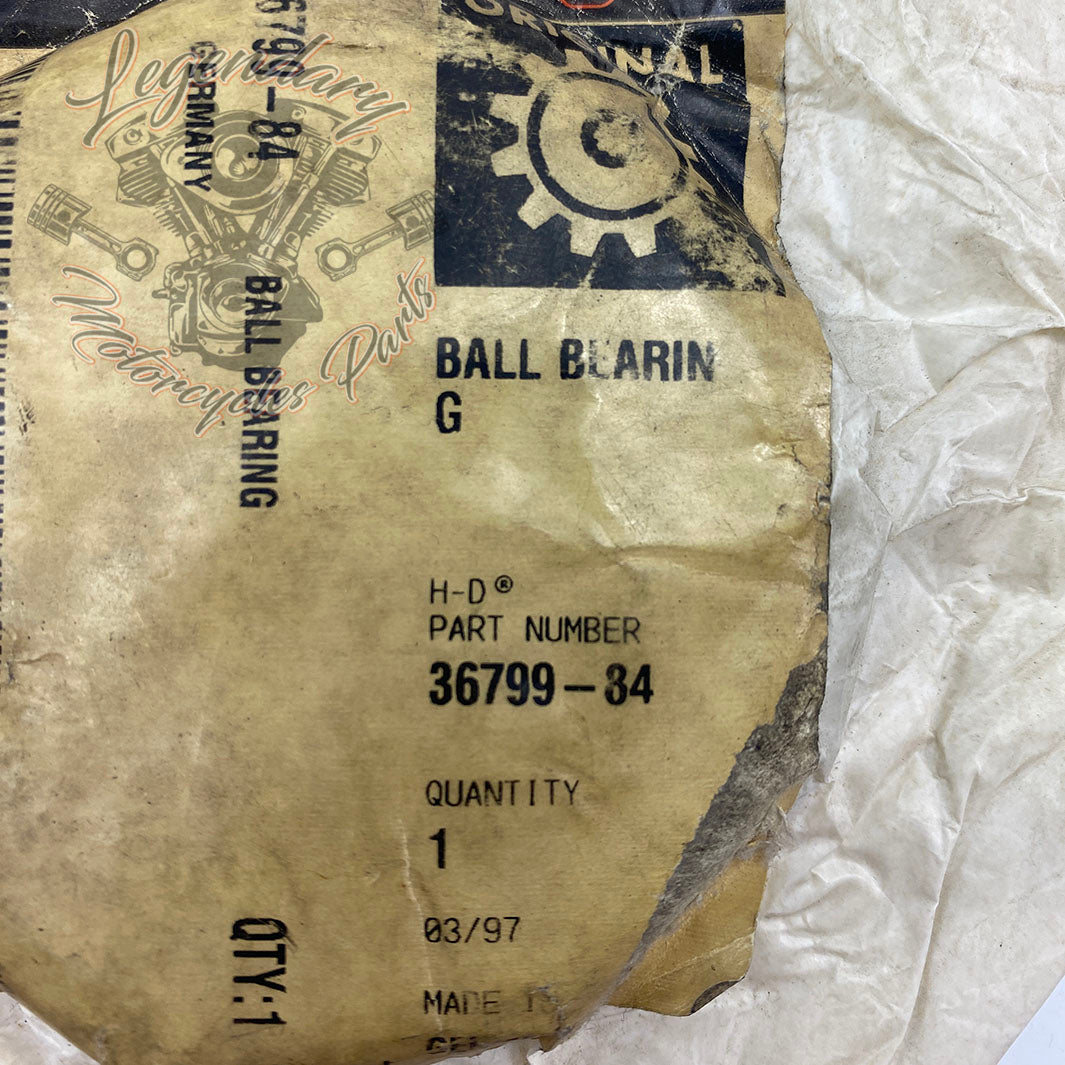 ORIGINAL
36799-84
GERMANY
BALL BEARING
QTY:1
BALL BEARIN
G
H-D®
PART NUMBER
36799-84
QUANTITY
1
03/97
MADE
Legendary
Motorcycles Parts